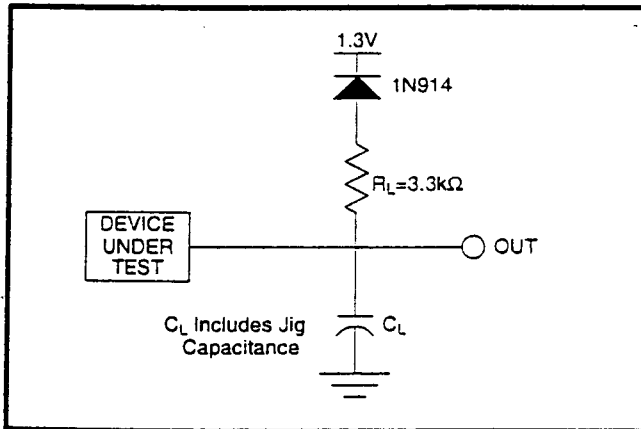 1.3V
1N914
R_L=3.3kΩ
DEVICE
UNDER
TEST
OUT
C_L Includes Jig
Capacitance
C_L